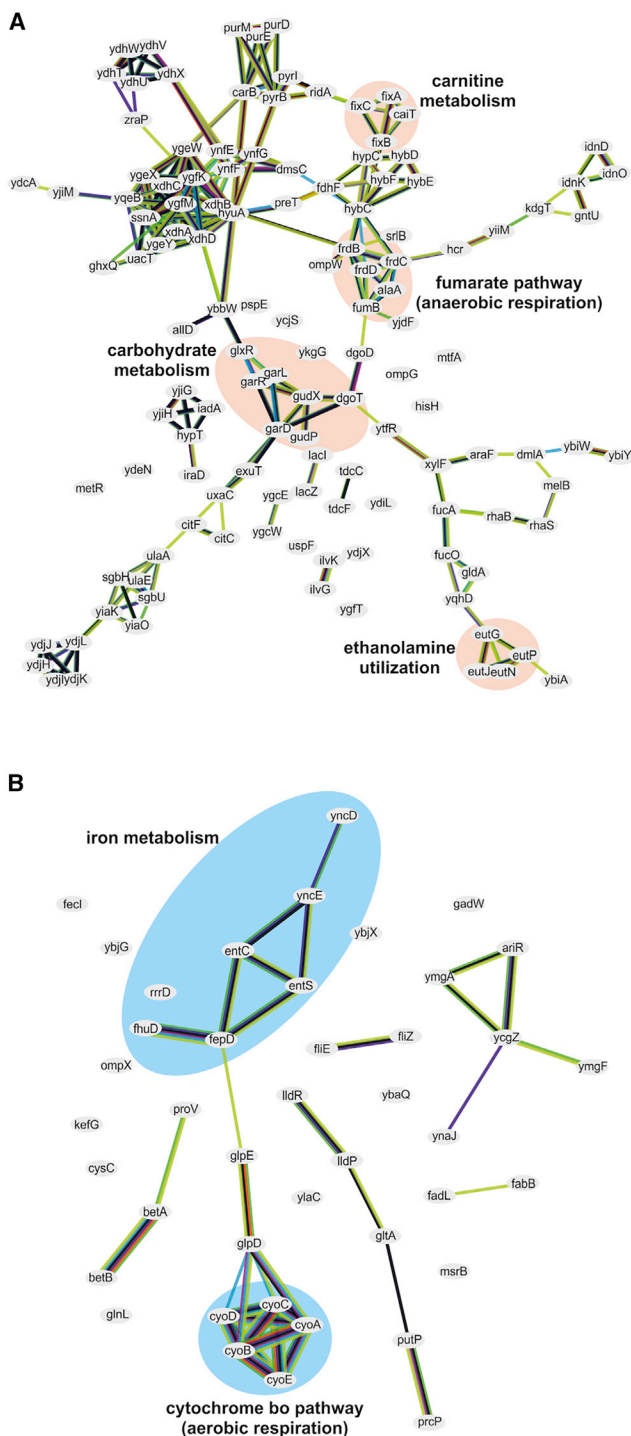 A
purM purD
purE
ydhW ydhV
ydhT ydhX
ydhU
carB pyrI
pyrB ridA
carnitine
metabolism
fixA
fixC caiT
fixB
zraP
ygeW ynfE ynfG
ynfF dmsC
hypC hybD
idnD
ygeX ygfK
xdhC
fdhF hybF hybE
idnK idnO
ydcA
yjiM yqeB ygfM xdhB
preT
hybC
kdgT gntU
ssnA hyuA
xdhA
ygeY xdhD
srlB
yiiM
ghxQ uacT
frdB
ompW frdC hcr
frdD
alaA
fumarate pathway
(anaerobic respiration)
fumB
yjdF
ybbW pspE
allD ycjS
carbohydrate
metabolism
glxR ykgG dgoD
mtfA
garL
garR ompG
yjiG
yjiH iadA
gudX dgoT
hisH
hypT
garD gudP
ytfR
lacI
ydeN iraD exuT
tdcC
xylF araF dmlA ybiW ybiY
metR
uxaC ygcE lacZ
tdcF ydiL
melB
fucA rhaB rhaS
citF
citC ygcW
ulaA
uspF ydjX
ilvK
fucO
gldA
sgbH ulaE
yiaK sgbU
yiaO
ilvG
ygfT
yqhD
ydjJ ydjL
ydjH
ydjI ydjK
ethanolamine
utilization
eutG
eutP
eutJ eutN
ybiA
B
iron metabolism
yncD
fecI
yncE
gadW
ybjG
entC
ybjX
ariR
ymgA
rrrD
entS
fhuD fepD
fliE fliZ
ycgZ
ymgF
ompX
lldR
ybaQ
proV
kefG
ynaJ
cysC
glpE
lldP
betA
ylaC
fadL fabB
glpD
gltA
betB
msrB
glnL
cyoC
cyoD
cyoA
cyoB
cyoE
putP
cytochrome bo pathway
(aerobic respiration)
prcP